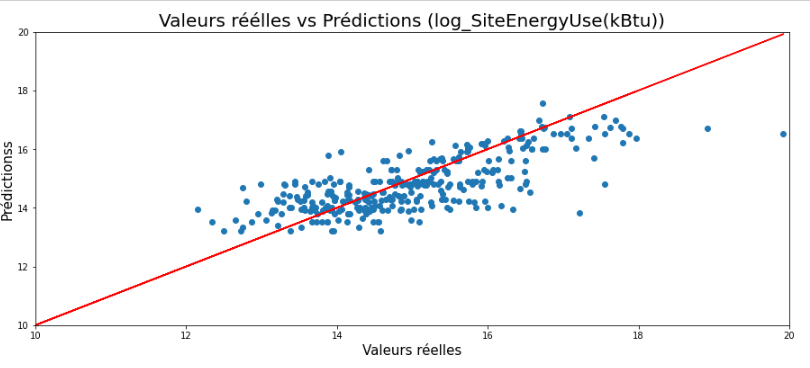 Valeurs réélles vs Prédictions (log_SiteEnergyUse(kBtu))
20
18
16
14
12
10
Prédictionss
10 12 14 16 18 20
Valeurs réelles